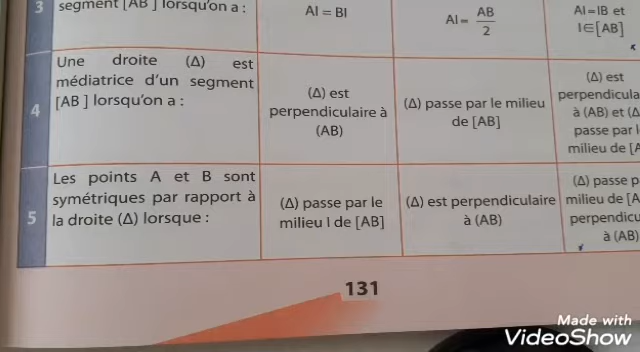 3
segment [AB ] lorsqu'on a :
AI = BI
AI= AB
2
AI=IB et
I∈[AB]
4
Une droite (Δ) est
médiatrice d'un segment
[AB ] lorsqu'on a :
(Δ) est
perpendiculaire à
(AB)
(Δ) passe par le milieu
de [AB]
(Δ) est
perpendicula
à (AB) et (Δ
passe par l
milieu de [A
5
Les points A et B sont
symétriques par rapport à
la droite (Δ) lorsque :
(Δ) passe par le
milieu I de [AB]
(Δ) est perpendiculaire
à (AB)
(Δ) passe p
milieu de [A
perpendicu
à (AB)
131
Made with
VideoShow